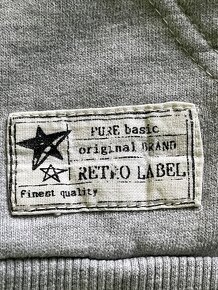 PURE basic
original BRAND
RETRO LABEL
finest quality